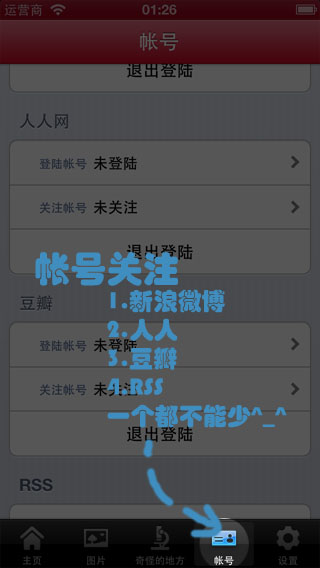 运营商 01:26
帐号
退出登陆
人人网
登陆帐号 未登陆
关注帐号 未关注
退出登陆
帐号关注
1.新浪微博
豆瓣
2.人人
登陆帐号 未登陆
3.豆瓣
关注帐号 未关注
4.RSS
一个都不能少^_^
退出登陆
RSS
主页 图片 奇怪的地方 帐号 设置